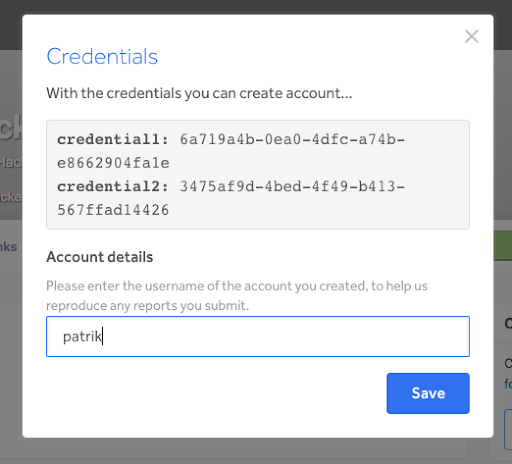 Credentials
With the credentials you can create account...
credential1: 6a719a4b-0ea0-4dfc-a74b-
e8662904fa1e
credential2: 3475af9d-4bed-4f49-b413-
567ffad14426
Account details
Please enter the username of the account you created, to help us
reproduce any reports you submit.
patrik
Save